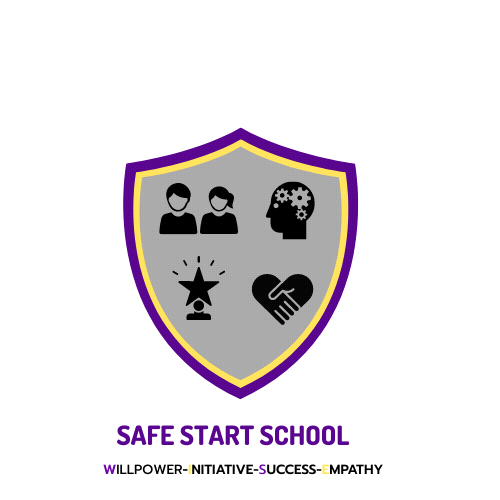 SAFE START SCHOOL
WILLPOWER-INITIATIVE-SUCCESS-EMPATHY